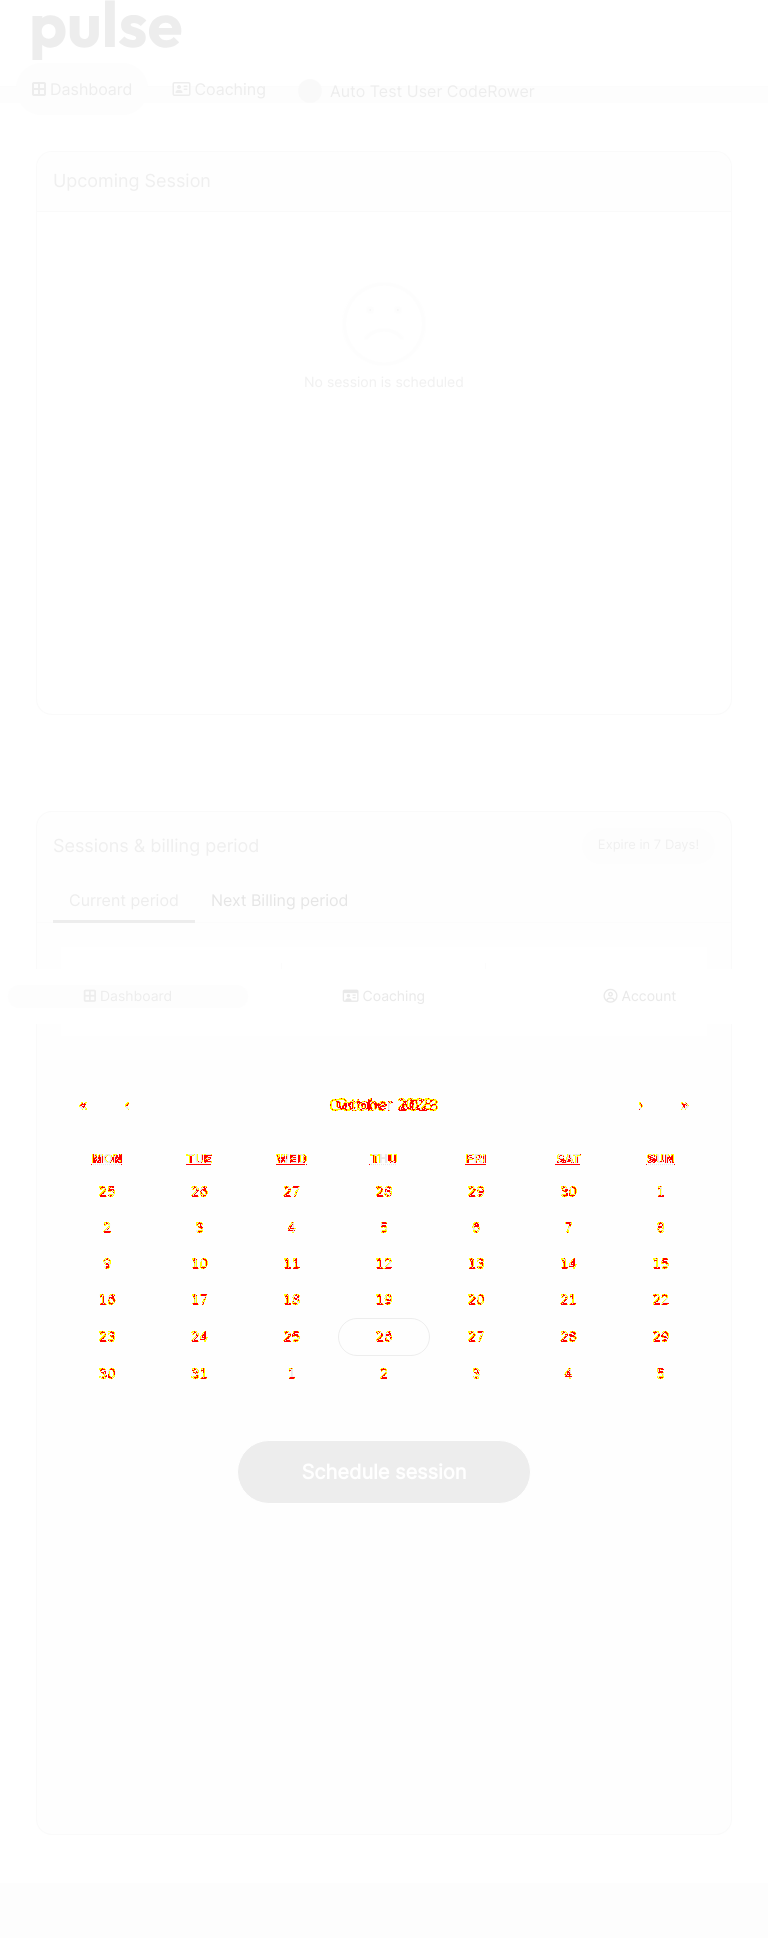 pulse
Dashboard Coaching Auto Test User CodeRower
Upcoming Session
No session is scheduled
Sessions & billing period Expire in 7 Days!
Current period Next Billing period
Dashboard Coaching Account
« ‹ October 2023 › »
MON TUE WED THU FRI SAT SUN
25 26 27 28 29 30 1
2 3 4 5 6 7 8
9 10 11 12 13 14 15
16 17 18 19 20 21 22
23 24 25 26 27 28 29
30 31 1 2 3 4 5
Schedule session